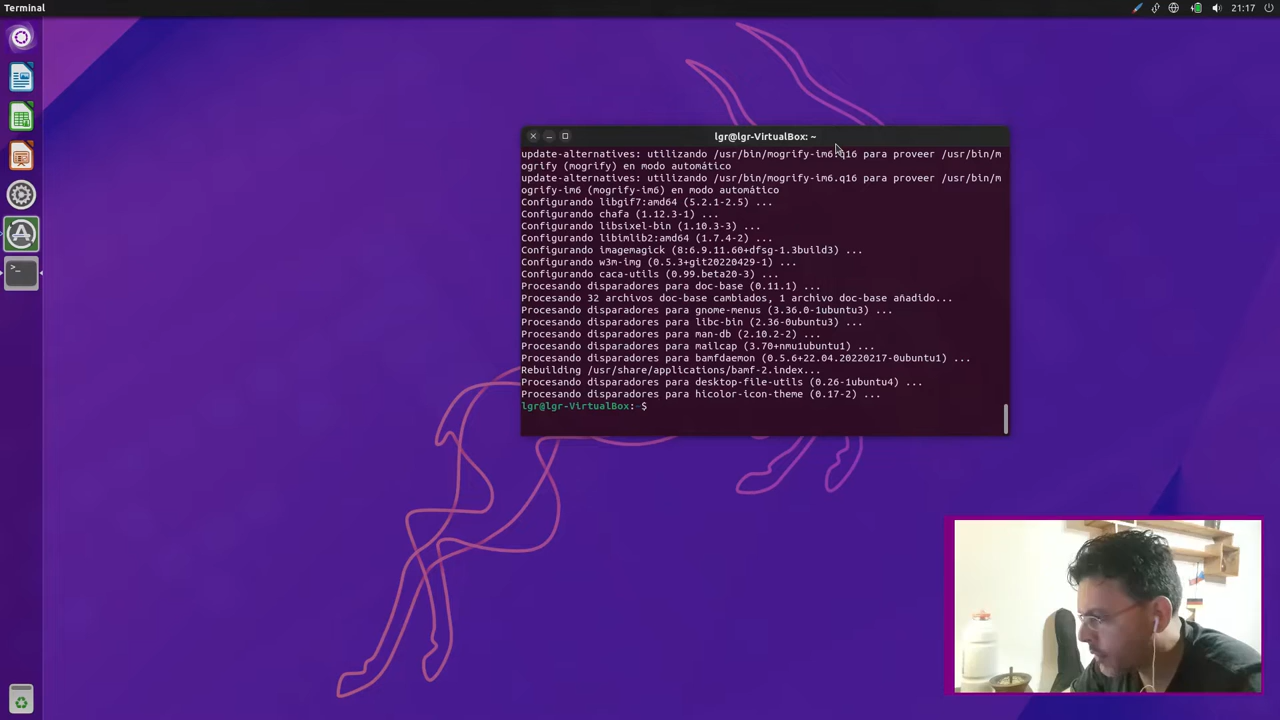 Terminal
21:17
lgr@lgr-VirtualBox: ~
update-alternatives: utilizando /usr/bin/mogrify-im6.q16 para proveer /usr/bin/m
ogrify (mogrify) en modo automático
update-alternatives: utilizando /usr/bin/mogrify-im6.q16 para proveer /usr/bin/m
ogrify-im6 (mogrify-im6) en modo automático
Configurando libgif7:amd64 (5.2.1-2.5) ...
Configurando chafa (1.12.3-1) ...
Configurando libsixel-bin (1.10.3-3) ...
Configurando libimlib2:amd64 (1.7.4-2) ...
Configurando imagemagick (8:6.9.11.60+dfsg-1.3build3) ...
Configurando w3m-img (0.5.3+git20220429-1) ...
Configurando caca-utils (0.99.beta20-3) ...
Procesando disparadores para doc-base (0.11.1) ...
Procesando 32 archivos doc-base cambiados, 1 archivo doc-base añadido...
Procesando disparadores para gnome-menus (3.36.0-1ubuntu3) ...
Procesando disparadores para libc-bin (2.36-0ubuntu3) ...
Procesando disparadores para man-db (2.10.2-2) ...
Procesando disparadores para mailcap (3.70+nmu1ubuntu1) ...
Procesando disparadores para bamfdaemon (0.5.6+22.04.20220217-0ubuntu1) ...
Rebuilding /usr/share/applications/bamf-2.index...
Procesando disparadores para desktop-file-utils (0.26-1ubuntu4) ...
Procesando disparadores para hicolor-icon-theme (0.17-2) ...
lgr@lgr-VirtualBox:~$